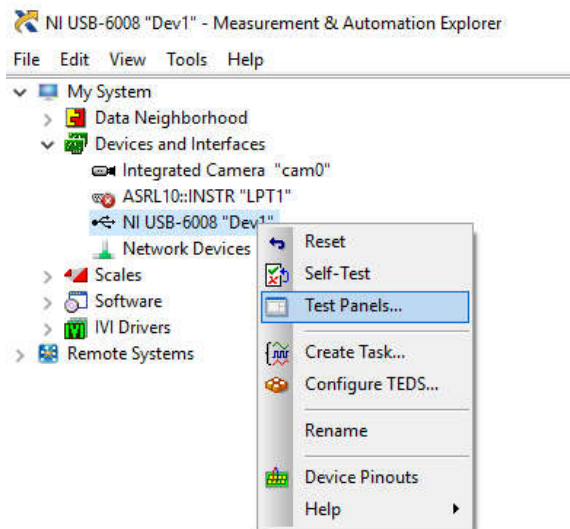 NI USB-6008 "Dev1" - Measurement & Automation Explorer
File Edit View Tools Help
My System
Data Neighborhood
Devices and Interfaces
Integrated Camera "cam0"
ASRL10::INSTR "LPT1"
NI USB-6008 "Dev1"
Network Devices
Scales
Software
IVI Drivers
Remote Systems
Reset
Self-Test
Test Panels...
Create Task...
Configure TEDS...
Rename
Device Pinouts
Help